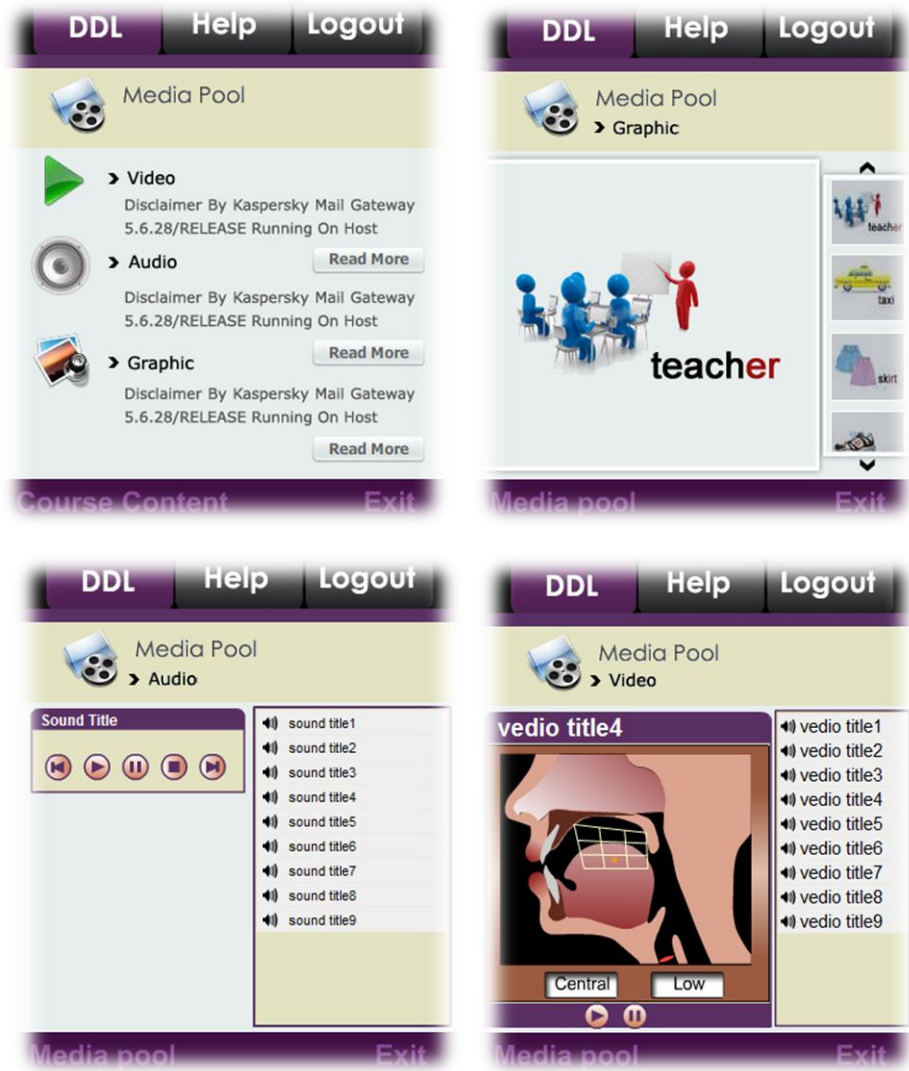 DDL Help Logout
Media Pool
Video
Disclaimer By Kaspersky Mail Gateway
5.6.28/RELEASE Running On Host
Audio Read More
Disclaimer By Kaspersky Mail Gateway
5.6.28/RELEASE Running On Host
Graphic Read More
Disclaimer By Kaspersky Mail Gateway
5.6.28/RELEASE Running On Host
Read More
Course Content Exit
DDL Help Logout
Media Pool
Graphic
teacher
teacher
taxi
skirt
Media pool Exit
DDL Help Logout
Media Pool
Audio
Sound Title
sound title1
sound title2
sound title3
sound title4
sound title5
sound title6
sound title7
sound title8
sound title9
Media pool Exit
DDL Help Logout
Media Pool
Video
vedio title4
vedio title1
vedio title2
vedio title3
vedio title4
vedio title5
vedio title6
vedio title7
vedio title8
vedio title9
Central Low
Media pool Exit